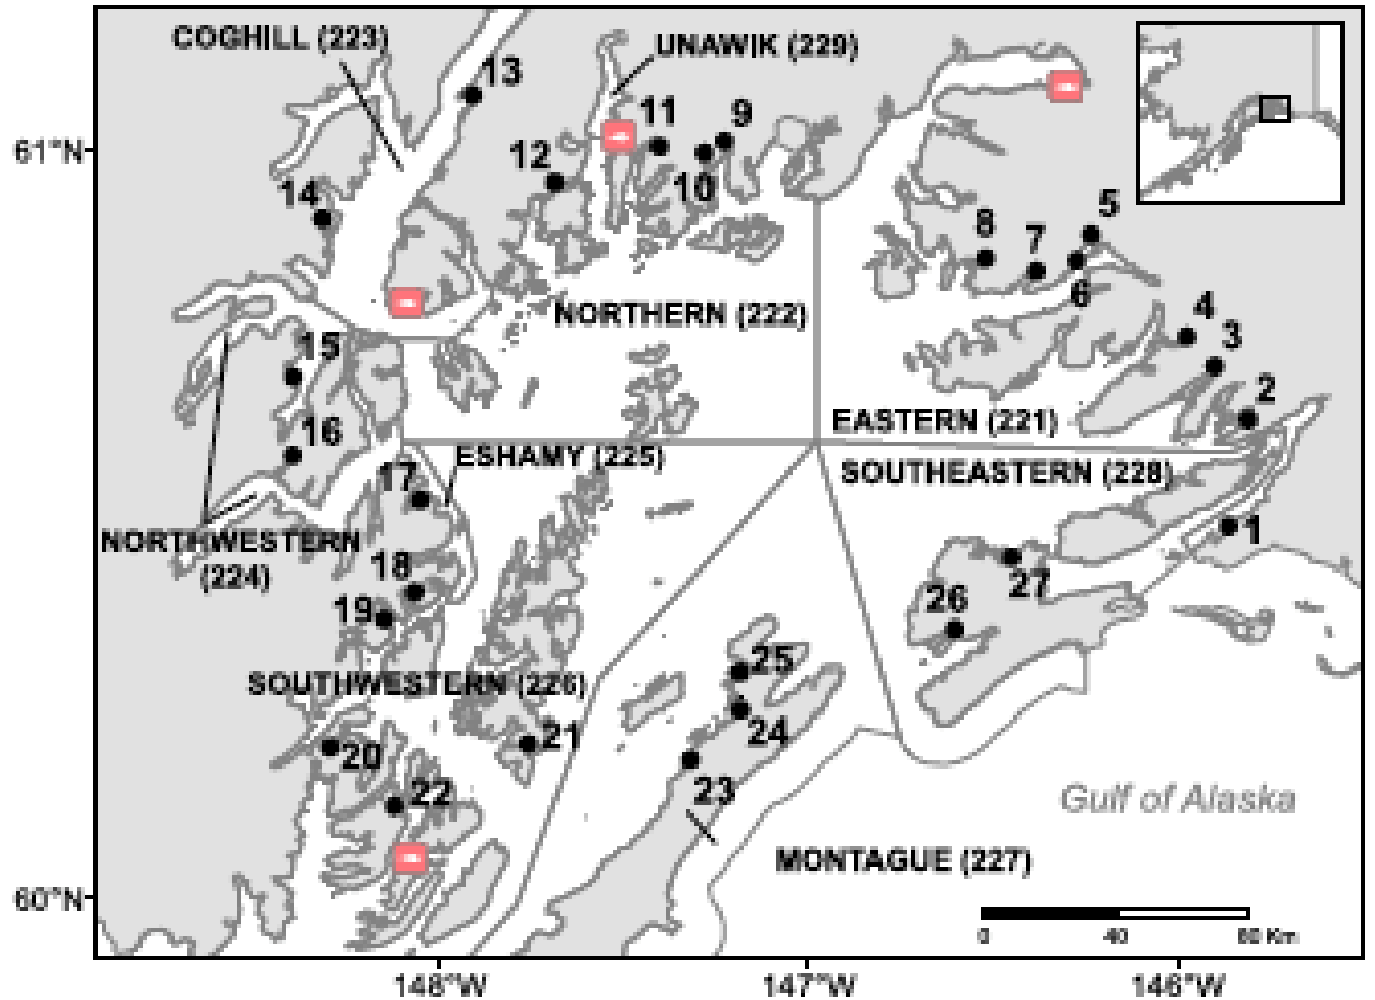 COGHILL (223)
UNAWIK (229)
13
11
9
61°N
12
10
14
5
8
7
6
NORTHERN (222)
4
3
15
2
EASTERN (221)
16
ESHAMY (225)
SOUTHEASTERN (228)
17
1
NORTHWESTERN
(224)
18
27
26
19
25
SOUTHWESTERN (226)
24
21
20
23
22
Gulf of Alaska
MONTAGUE (227)
60°N
0
40
80 Km
148°W
147°W
146°W